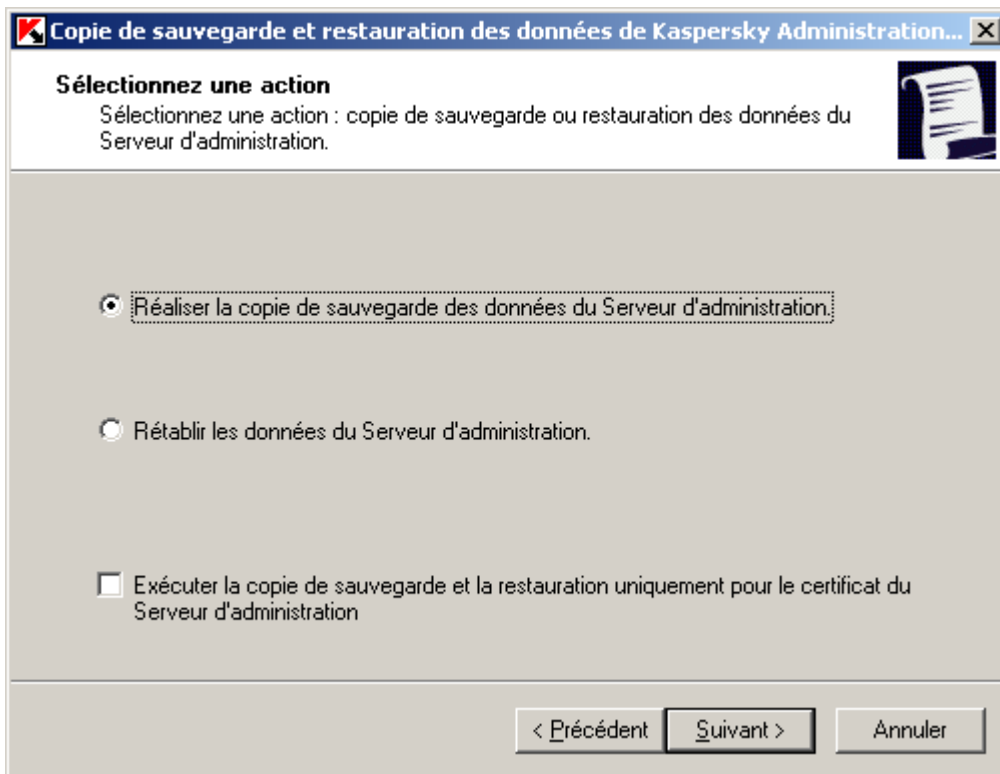 Copie de sauvegarde et restauration des données de Kaspersky Administration...
Sélectionnez une action
Sélectionnez une action : copie de sauvegarde ou restauration des données du
Serveur d'administration.
Réaliser la copie de sauvegarde des données du Serveur d'administration.
Rétablir les données du Serveur d'administration.
Exécuter la copie de sauvegarde et la restauration uniquement pour le certificat du
Serveur d'administration
< Précédent
Suivant >
Annuler